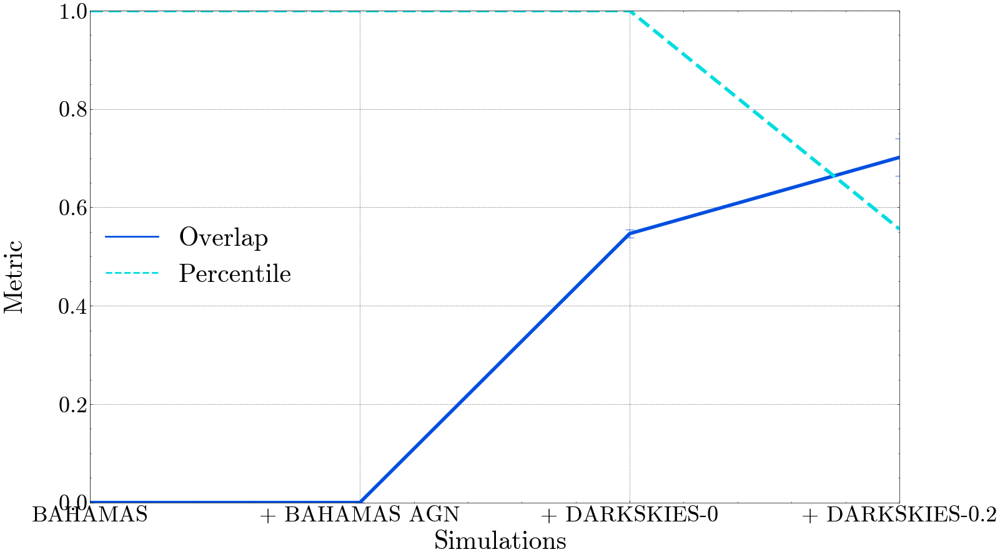 1.0
0.8
0.6
0.4
0.2
0.0
Metric
Overlap
Percentile
BAHAMAS
+ BAHAMAS AGN
+ DARKSKIES-0
+ DARKSKIES-0.2
Simulations